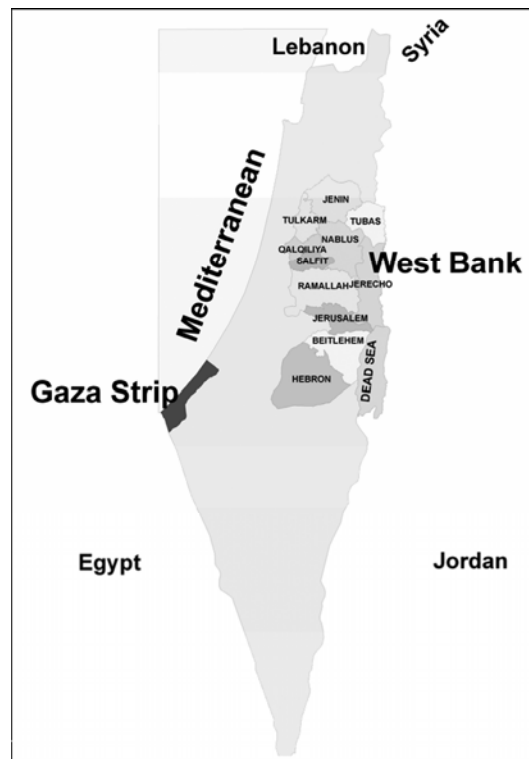 Lebanon
Syria
Mediterranean
JENIN
TULKARM
TUBAS
NABLUS
QALQILIYA
SALFIT
West Bank
RAMALLAH
JERECHO
JERUSALEM
BEITLEHEM
DEAD SEA
HEBRON
Gaza Strip
Egypt
Jordan